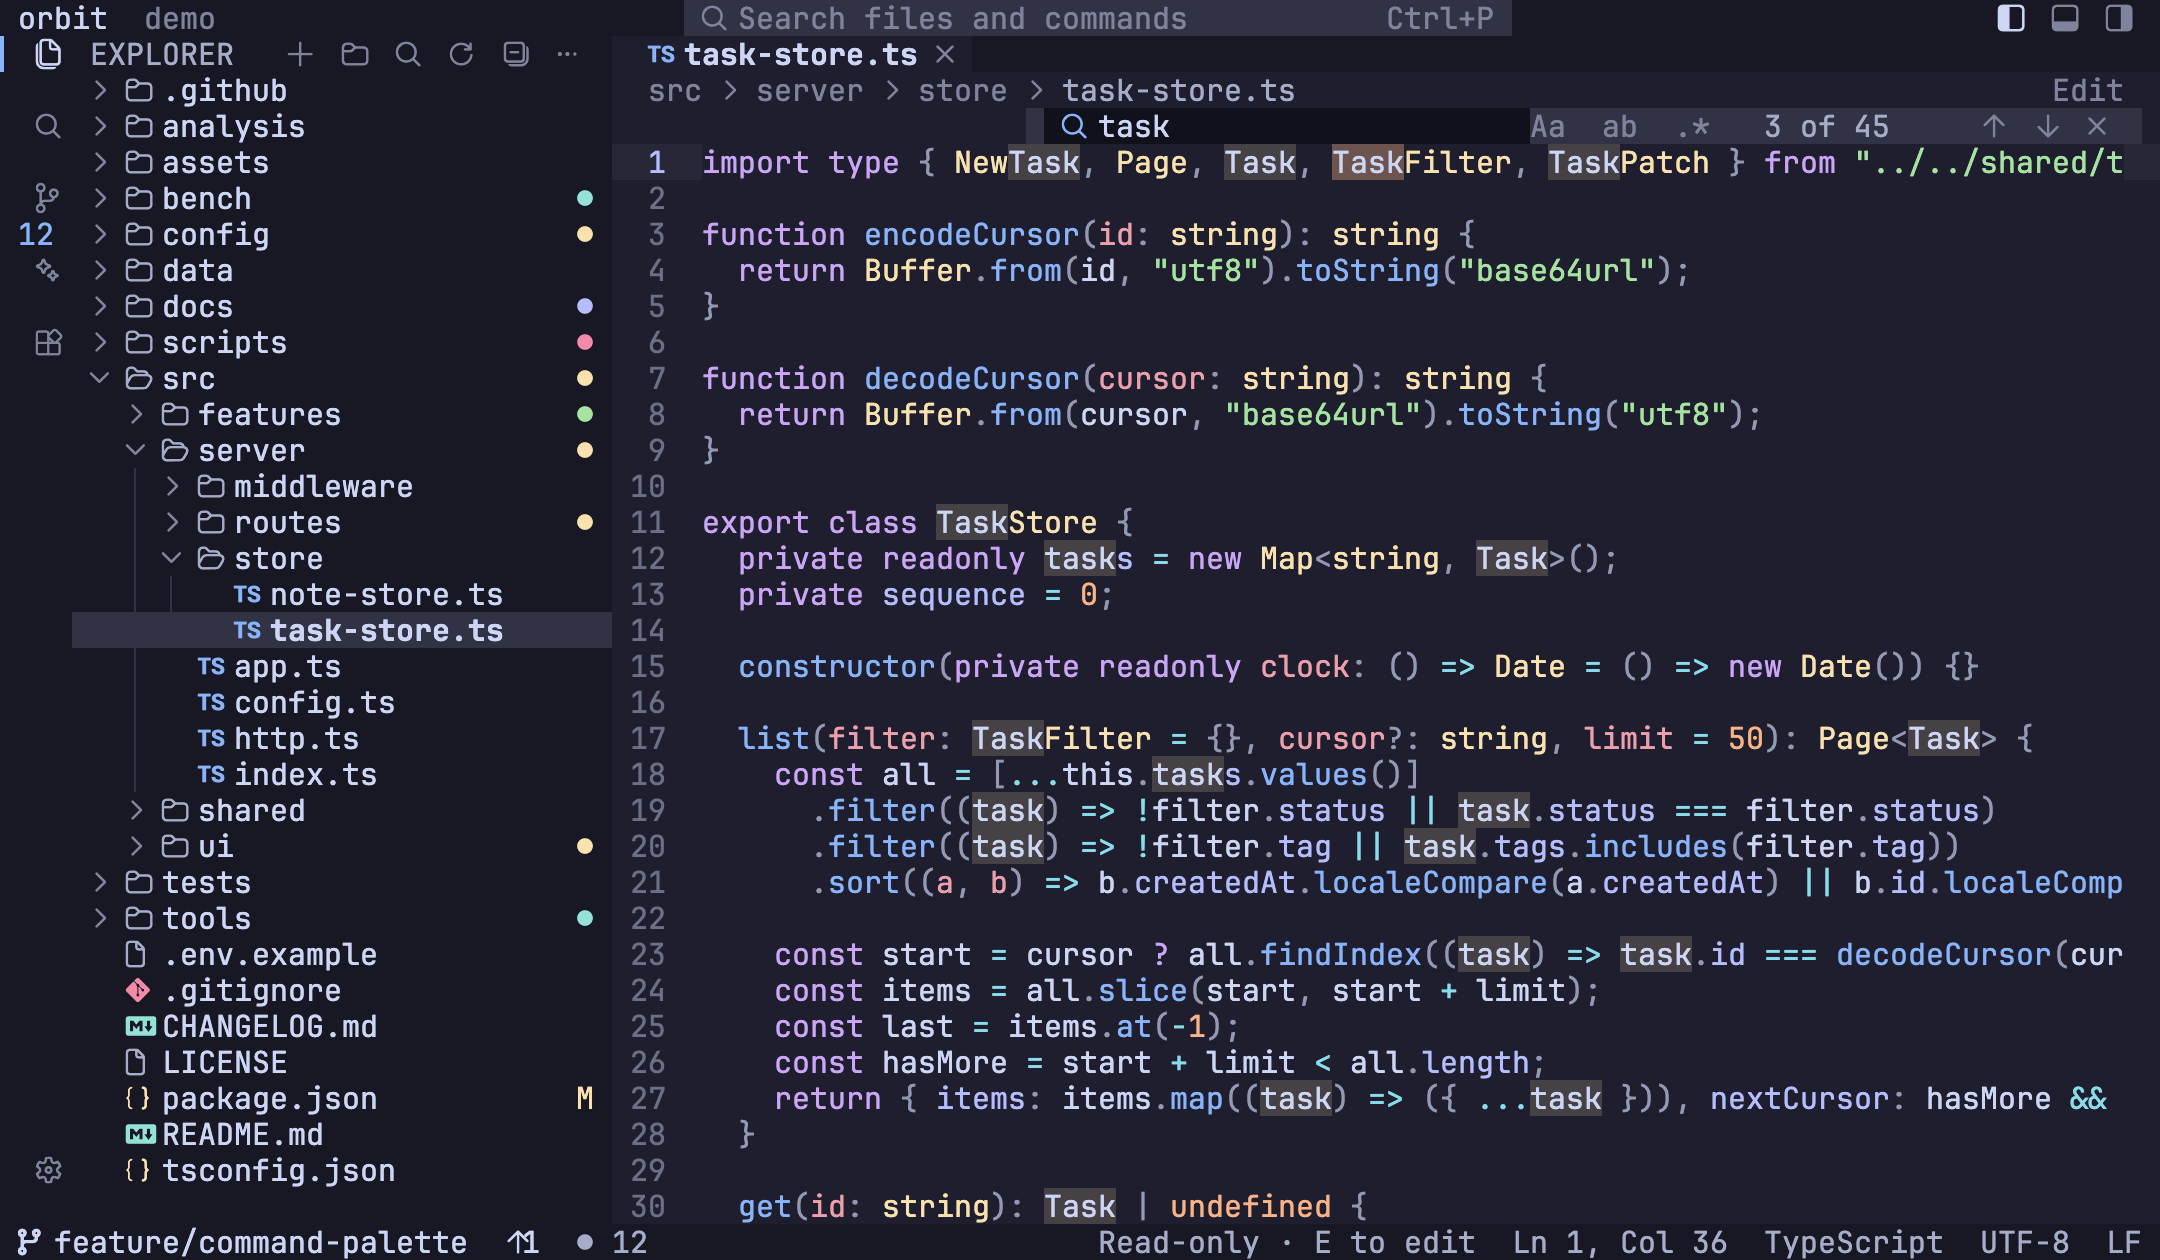 orbit demo Search files and commands Ctrl+P
EXPLORER
.github
analysis
assets
bench
12
config
data
docs
scripts
src
features
server
middleware
routes
store
TS note-store.ts
TS task-store.ts
TS app.ts
TS config.ts
TS http.ts
TS index.ts
shared
ui
tests
tools
.env.example
.gitignore
CHANGELOG.md
LICENSE
{} package.json M
README.md
{} tsconfig.json
TS task-store.ts
src > server > store > task-store.ts Edit
task Aa ab .* 3 of 45
1 import type { NewTask, Page, Task, TaskFilter, TaskPatch } from "../../shared/t
2
3 function encodeCursor(id: string): string {
4   return Buffer.from(id, "utf8").toString("base64url");
5 }
6
7 function decodeCursor(cursor: string): string {
8   return Buffer.from(cursor, "base64url").toString("utf8");
9 }
10
11 export class TaskStore {
12   private readonly tasks = new Map<string, Task>();
13   private sequence = 0;
14
15   constructor(private readonly clock: () => Date = () => new Date()) {}
16
17   list(filter: TaskFilter = {}, cursor?: string, limit = 50): Page<Task> {
18     const all = [...this.tasks.values()]
19       .filter((task) => !filter.status || task.status === filter.status)
20       .filter((task) => !filter.tag || task.tags.includes(filter.tag))
21       .sort((a, b) => b.createdAt.localeCompare(a.createdAt) || b.id.localeComp
22
23     const start = cursor ? all.findIndex((task) => task.id === decodeCursor(cur
24     const items = all.slice(start, start + limit);
25     const last = items.at(-1);
26     const hasMore = start + limit < all.length;
27     return { items: items.map((task) => ({ ...task })), nextCursor: hasMore &&
28   }
29
30   get(id: string): Task | undefined {
feature/command-palette ↑1 ● 12 Read-only · E to edit Ln 1, Col 36 TypeScript UTF-8 LF